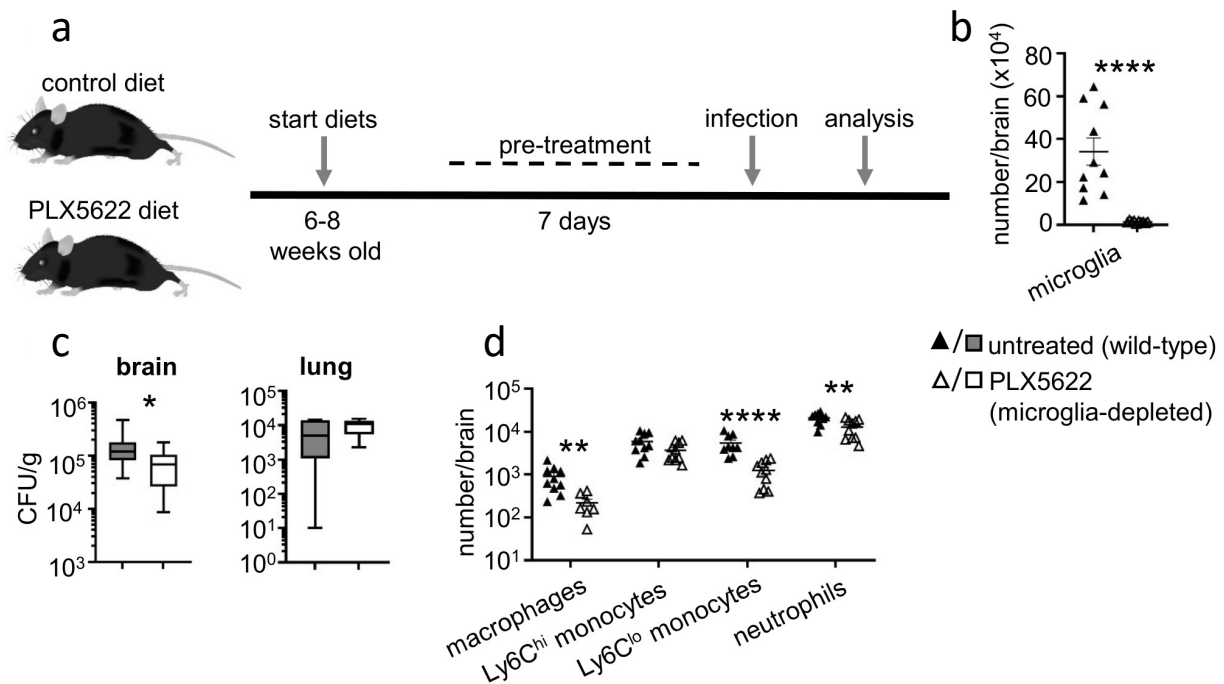 a
control diet
PLX5622 diet
start diets
pre-treatment
infection
analysis
6-8
weeks old
7 days
b
number/brain (x10⁴)
80
60
40
20
0
****
microglia
c
brain
CFU/g
10⁶
10⁵
10⁴
10³
*
lung
10⁵
10⁴
10³
10²
10¹
10⁰
d
number/brain
10⁵
10⁴
10³
10²
10¹
**
****
**
macrophages
Ly6Cʰⁱ monocytes
Ly6Cˡᵒ monocytes
neutrophils
▲/■ untreated (wild-type)
△/□ PLX5622
(microglia-depleted)